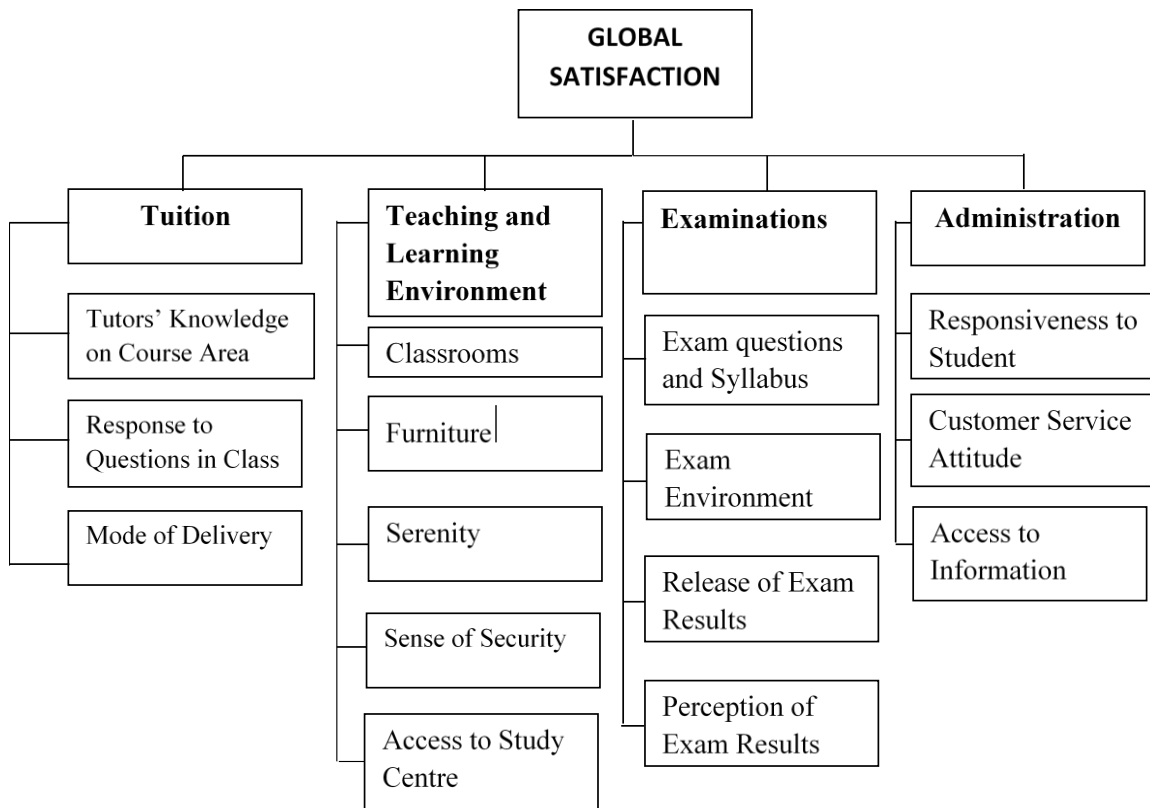 GLOBAL
SATISFACTION
Tuition
Tutors’ Knowledge
on Course Area
Response to
Questions in Class
Mode of Delivery
Teaching and
Learning
Environment
Classrooms
Furniture
Serenity
Sense of Security
Access to Study
Centre
Examinations
Exam questions
and Syllabus
Exam
Environment
Release of Exam
Results
Perception of
Exam Results
Administration
Responsiveness to
Student
Customer Service
Attitude
Access to
Information